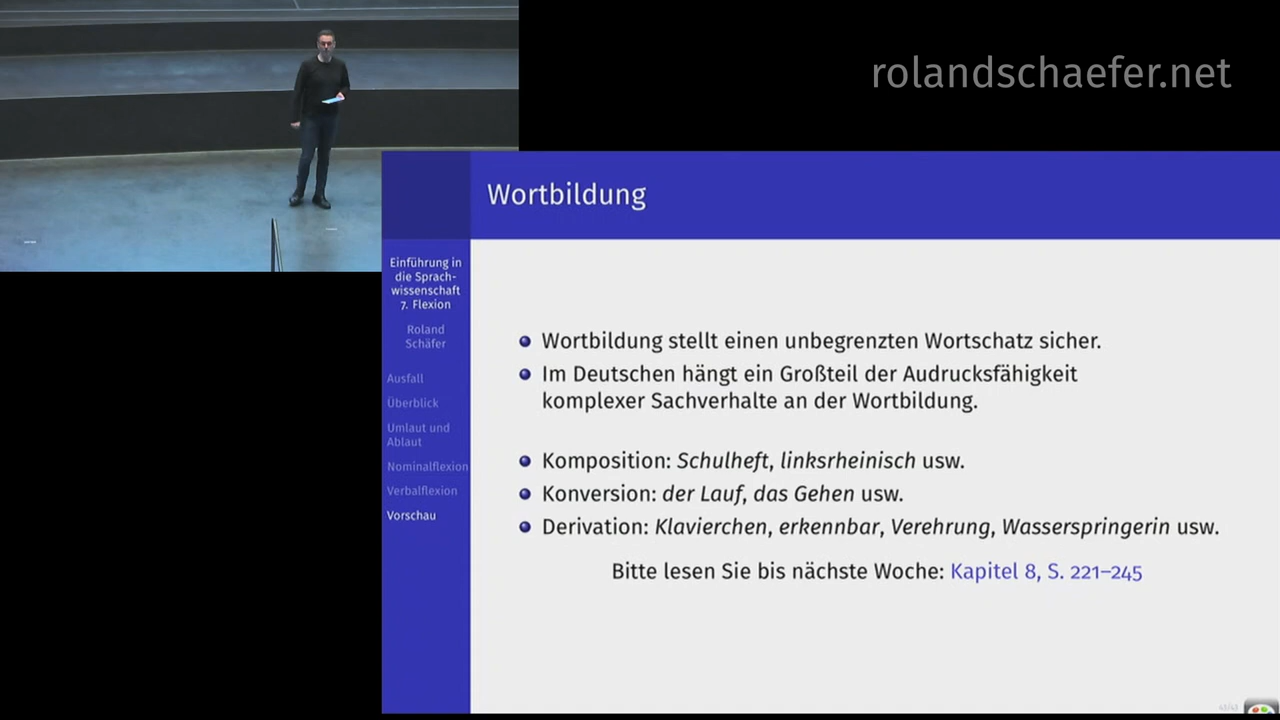 rolandschaefer.net
Wortbildung
Einführung in
die Sprach-
wissenschaft
7. Flexion
Roland
Schäfer
Ausfall
Überblick
Umlaut und
Ablaut
Nominalflexion
Verbalflexion
Vorschau
Wortbildung stellt einen unbegrenzten Wortschatz sicher.
Im Deutschen hängt ein Großteil der Audrucksfähigkeit
komplexer Sachverhalte an der Wortbildung.
Komposition: Schulheft, linksrheinisch usw.
Konversion: der Lauf, das Gehen usw.
Derivation: Klavierchen, erkennbar, Verehrung, Wasserspringerin usw.
Bitte lesen Sie bis nächste Woche: Kapitel 8, S. 221–245